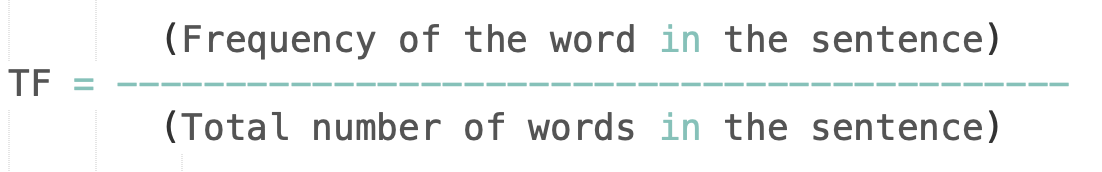 (Frequency of the word in the sentence)
TF = --------------------------------------------
(Total number of words in the sentence)